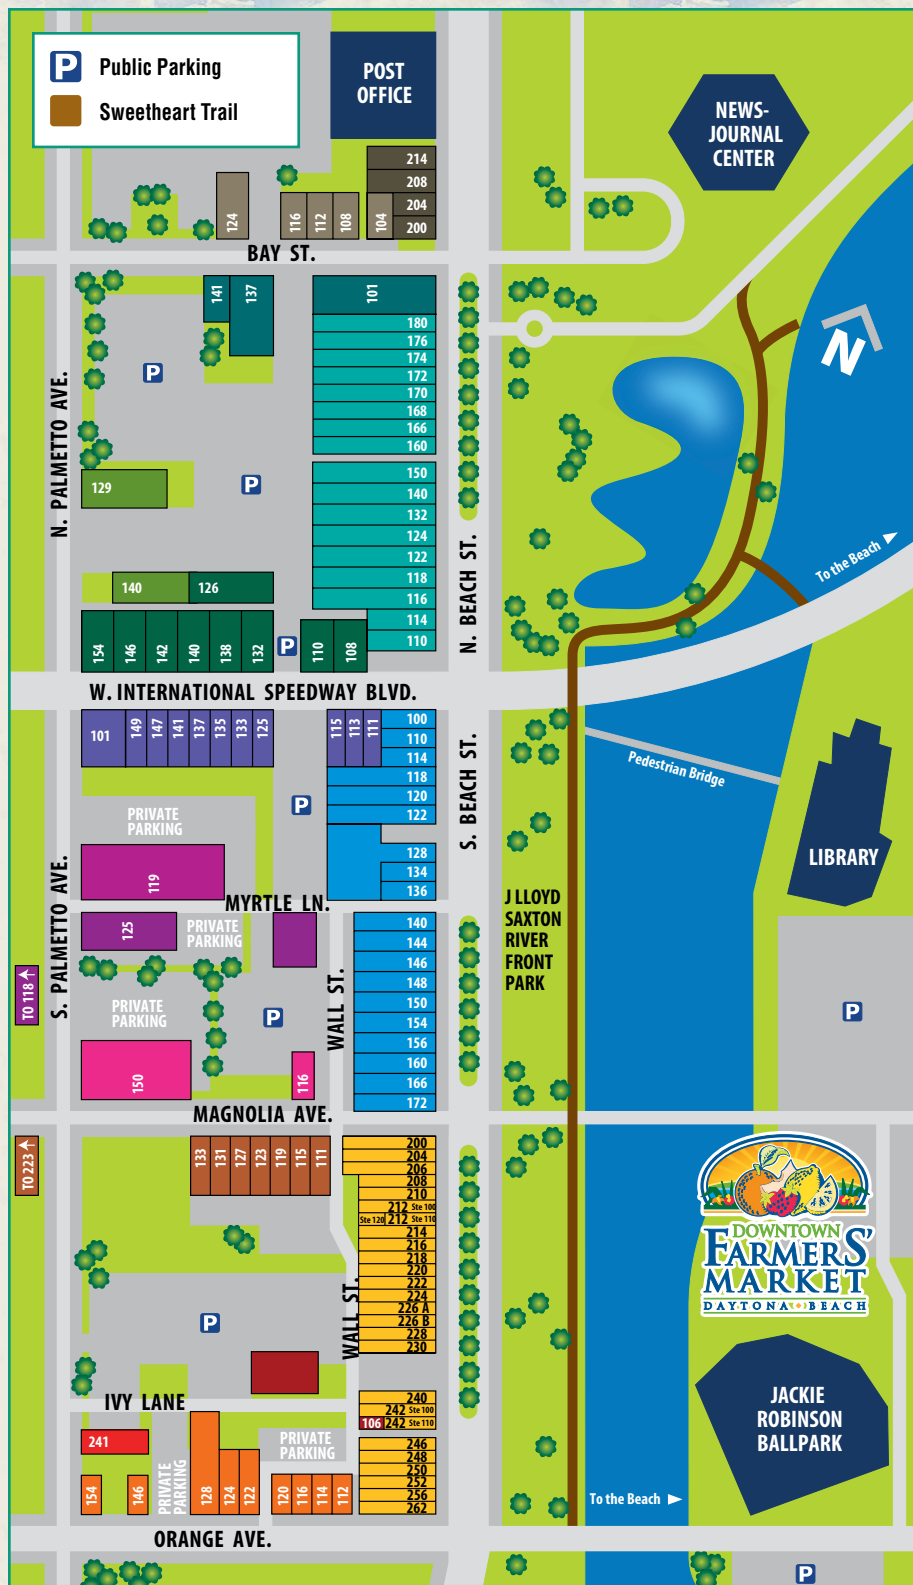 P Public Parking
Sweetheart Trail
POST
OFFICE
NEWS-
JOURNAL
CENTER
214
208
204
200
124
116
112
108
104
BAY ST.
141
137
101
180
176
174
172
170
168
166
160
P
N
N. PALMETTO AVE.
129
P
150
140
132
124
122
118
116
114
110
N. BEACH ST.
To the Beach
140
126
154
146
142
140
138
132
P
110
108
W. INTERNATIONAL SPEEDWAY BLVD.
101
149
147
141
137
135
133
125
115
113
111
100
110
114
118
120
122
128
134
136
S. BEACH ST.
Pedestrian Bridge
P
PRIVATE
PARKING
119
LIBRARY
MYRTLE LN.
S. PALMETTO AVE.
125
PRIVATE
PARKING
J LLOYD
SAXTON
RIVER
FRONT
PARK
140
144
146
148
150
154
156
160
166
172
WALL ST.
TO 118
PRIVATE
PARKING
P
P
150
116
MAGNOLIA AVE.
TO 223
133
131
127
123
119
115
111
200
204
206
208
210
212 Ste 100
Ste 120 212 Ste 110
214
216
218
220
222
224
226 A
226 B
228
230
WALL ST.
DOWNTOWN
FARMERS'
MARKET
DAYTONA BEACH
P
JACKIE
ROBINSON
BALLPARK
IVY LANE
240
242 Ste 100
106 242 Ste 110
241
PRIVATE
PARKING
PRIVATE
PARKING
246
248
250
252
256
262
154
146
128
124
122
120
116
114
112
To the Beach
ORANGE AVE.
P